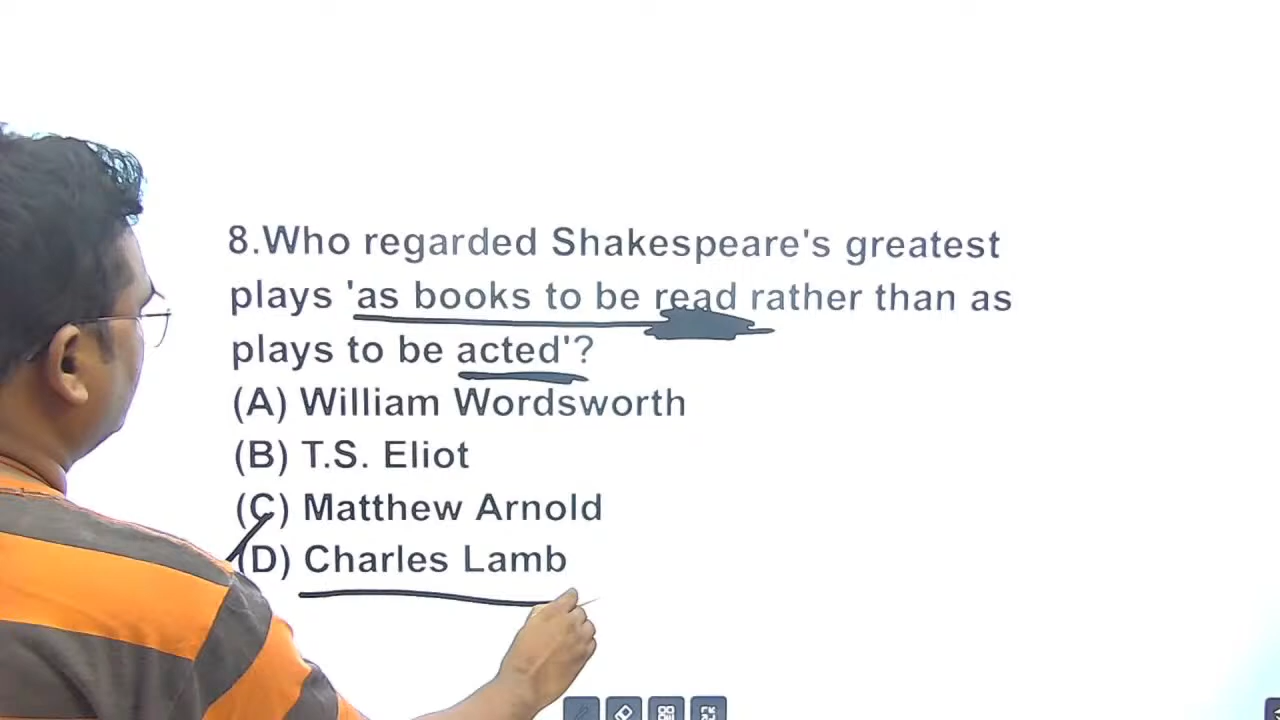 8.Who regarded Shakespeare's greatest
plays 'as books to be read rather than as
plays to be acted'?
(A) William Wordsworth
(B) T.S. Eliot
(C) Matthew Arnold
(D) Charles Lamb